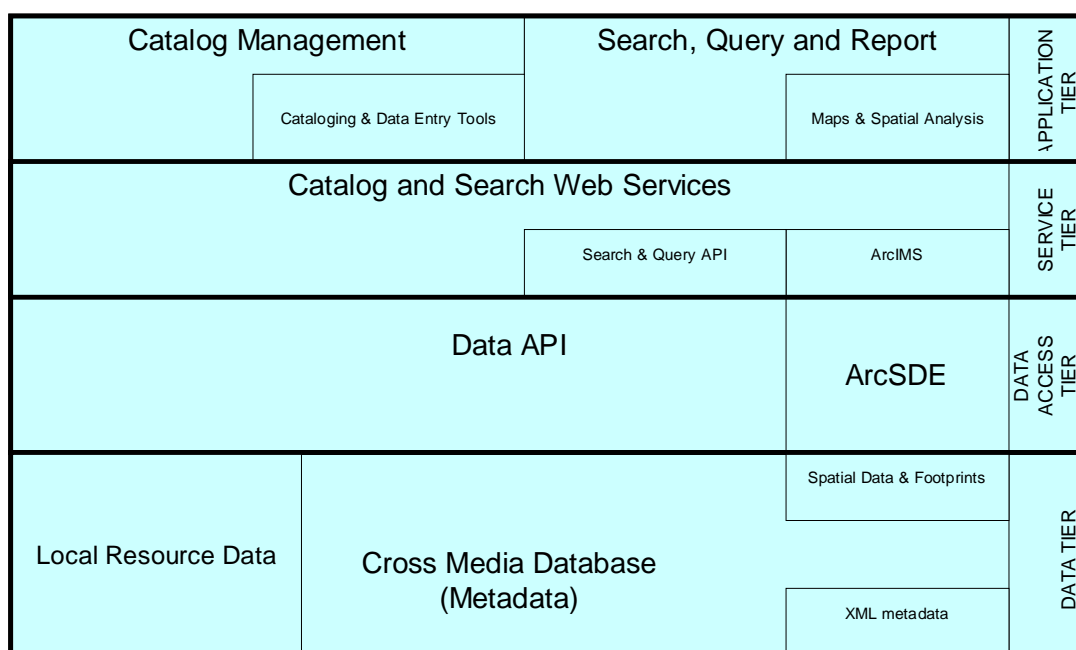 Catalog Management
Search, Query and Report
Cataloging & Data Entry Tools
Maps & Spatial Analysis
APPLICATION
TIER
Catalog and Search Web Services
Search & Query API
ArcIMS
SERVICE
TIER
Data API
ArcSDE
DATA
ACCESS
TIER
Spatial Data & Footprints
Local Resource Data
Cross Media Database
(Metadata)
XML metadata
DATA TIER